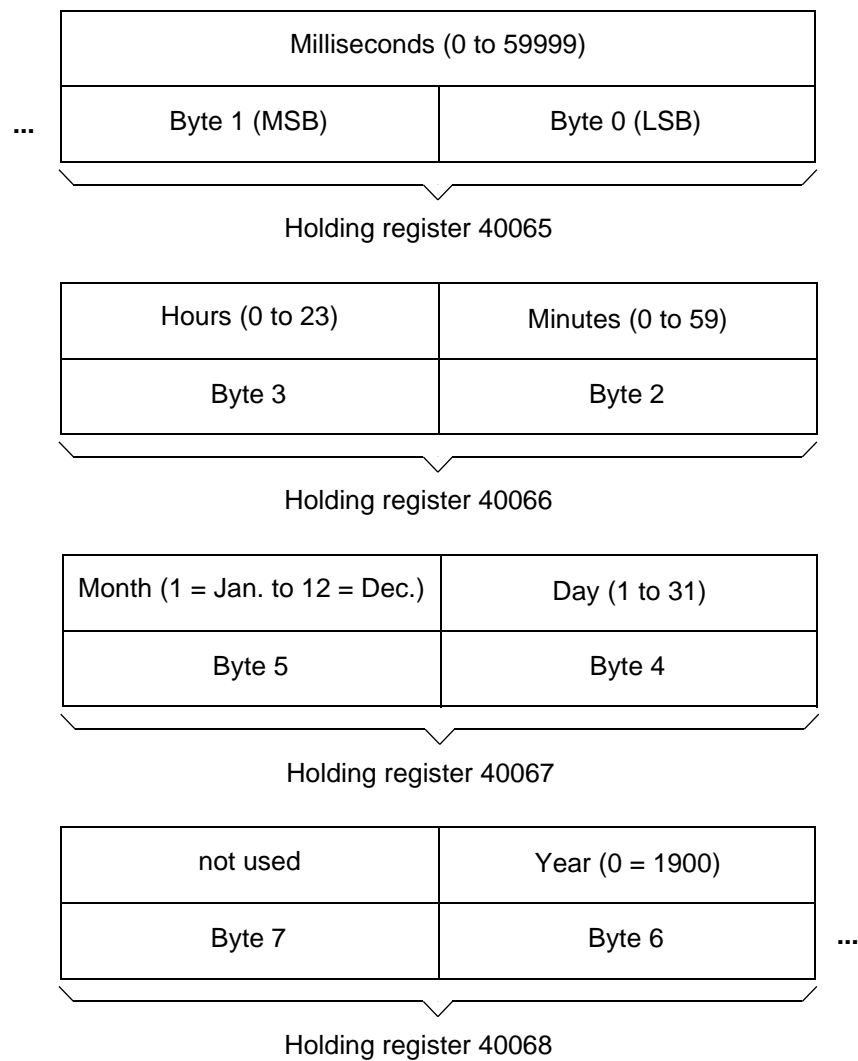 Milliseconds (0 to 59999)
... Byte 1 (MSB) Byte 0 (LSB)
Holding register 40065
Hours (0 to 23) Minutes (0 to 59)
Byte 3 Byte 2
Holding register 40066
Month (1 = Jan. to 12 = Dec.) Day (1 to 31)
Byte 5 Byte 4
Holding register 40067
not used Year (0 = 1900)
Byte 7 Byte 6 ...
Holding register 40068